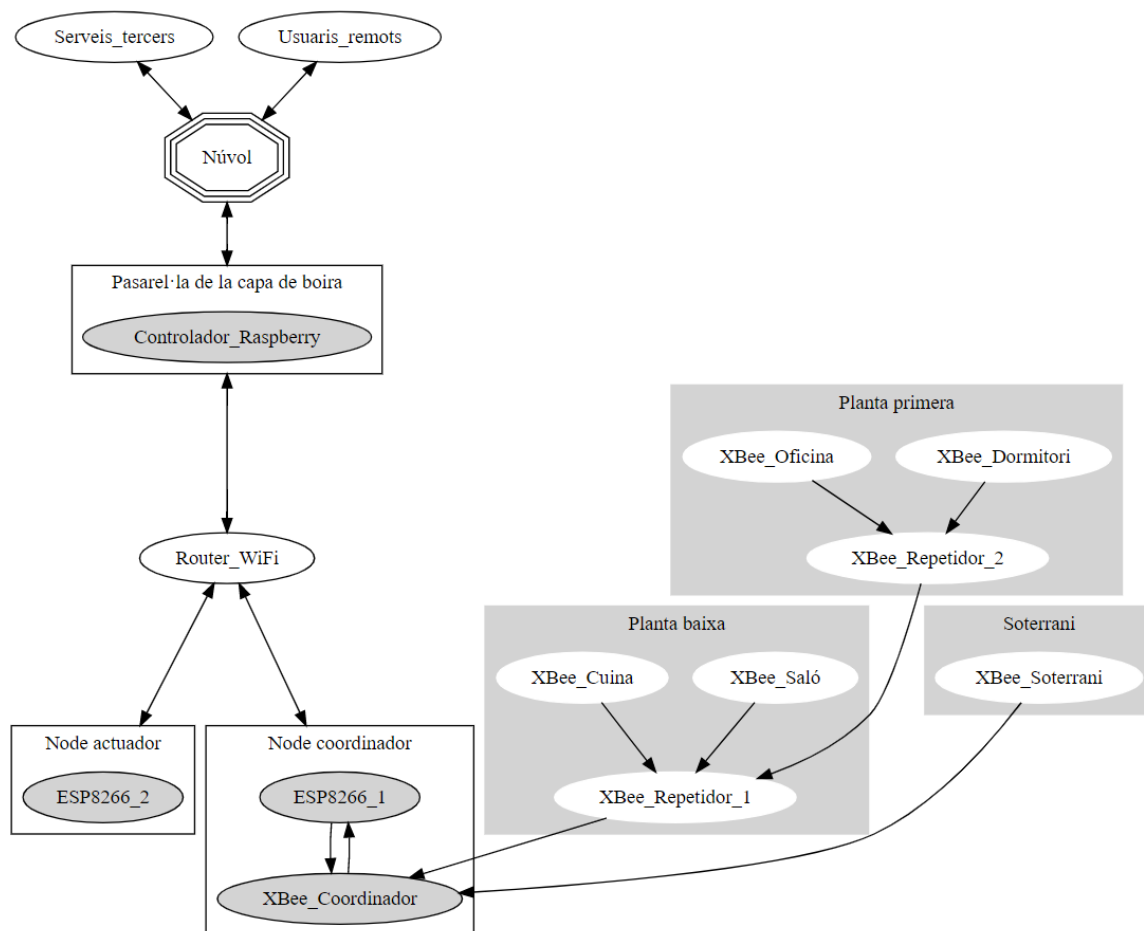 Serveis_tercers
Usuaris_remots
Núvol
Pasarel·la de la capa de boira
Controlador_Raspberry
Planta primera
XBee_Oficina
XBee_Dormitori
Router_WiFi
XBee_Repetidor_2
Planta baixa
Soterrani
XBee_Cuina
XBee_Saló
XBee_Soterrani
Node actuador
Node coordinador
ESP8266_2
ESP8266_1
XBee_Repetidor_1
XBee_Coordinador